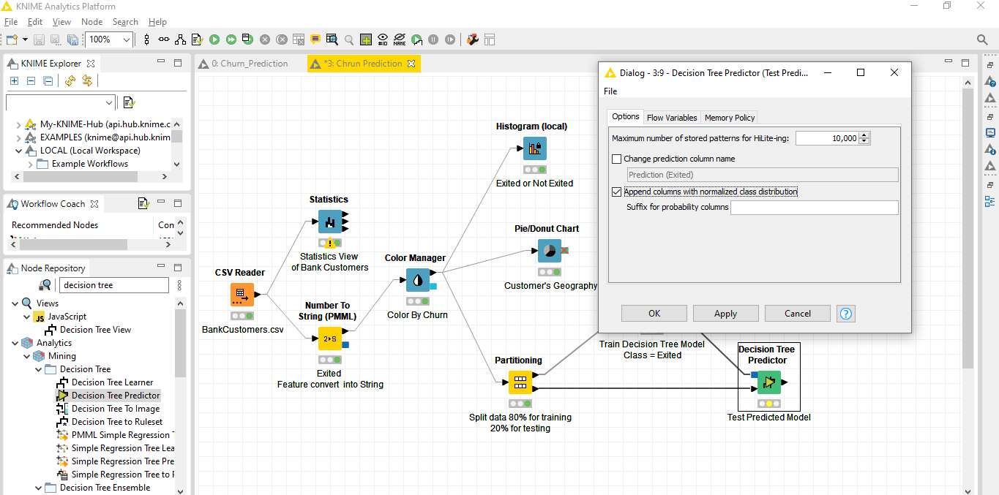 KNIME Analytics Platform
File Edit View Node Search Help
100%
#ID
NAME
KNIME Explorer
My-KNIME-Hub (api.hub.knime.c
EXAMPLES (knime@api.hub.knim
LOCAL (Local Workspace)
Example Workflows
Workflow Coach
Recommended Nodes
Com
Node Repository
decision tree
Views
JS
JavaScript
Decision Tree View
Analytics
Mining
Decision Tree
Decision Tree Learner
Decision Tree Predictor
Decision Tree To Image
Decision Tree to Ruleset
PMML Simple Regression T
Simple Regression Tree Lea
Simple Regression Tree Pre
Simple Regression Tree to P
Decision Tree Ensemble
0: Churn_Prediction
*3: Chrun Prediction
Histogram (local)
Exited or Not Exited
Statistics
Statistics View
of Bank Customers
Pie/Donut Chart
Customer's Geography
Color Manager
Color By Churn
CSV Reader
BankCustomers.csv
Number To
String (PMML)
2 S
Exited
Feature convert into String
Partitioning
Split data 80% for training
20% for testing
Train Decision Tree Model
Class = Exited
Decision Tree
Predictor
Test Predicted Model
Dialog - 3:9 - Decision Tree Predictor (Test Predi...
File
Options Flow Variables Memory Policy
Maximum number of stored patterns for HiLite-ing: 10,000
Change prediction column name
Prediction (Exited)
Append columns with normalized class distribution
Suffix for probability columns
OK Apply Cancel ?